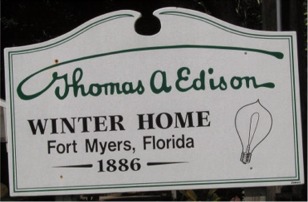 Thomas A Edison
WINTER HOME
Fort Myers, Florida
1886